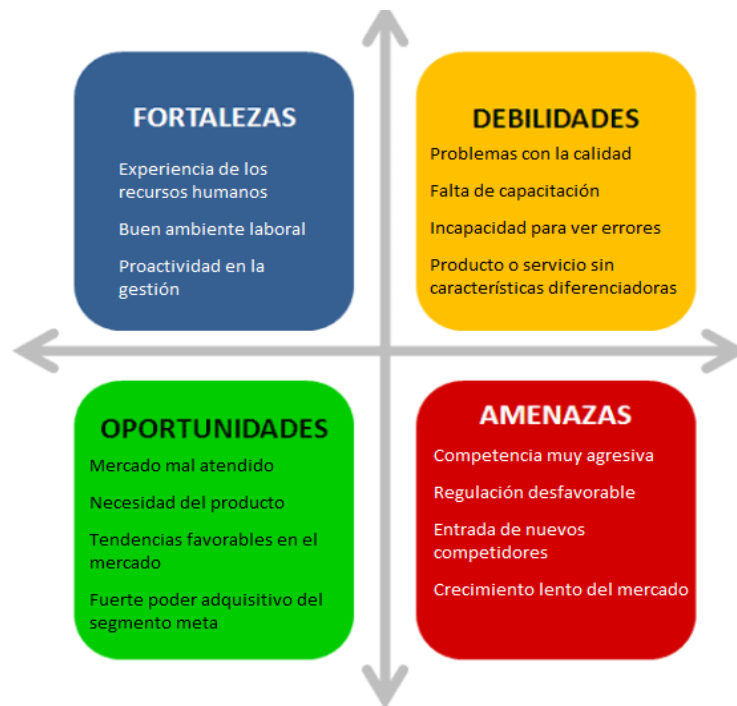 FORTALEZAS
Experiencia de los
recursos humanos
Buen ambiente laboral
Proactividad en la
gestión
DEBILIDADES
Problemas con la calidad
Falta de capacitación
Incapacidad para ver errores
Producto o servicio sin
características diferenciadoras
OPORTUNIDADES
Mercado mal atendido
Necesidad del producto
Tendencias favorables en el
mercado
Fuerte poder adquisitivo del
segmento meta
AMENAZAS
Competencia muy agresiva
Regulación desfavorable
Entrada de nuevos
competidores
Crecimiento lento del mercado